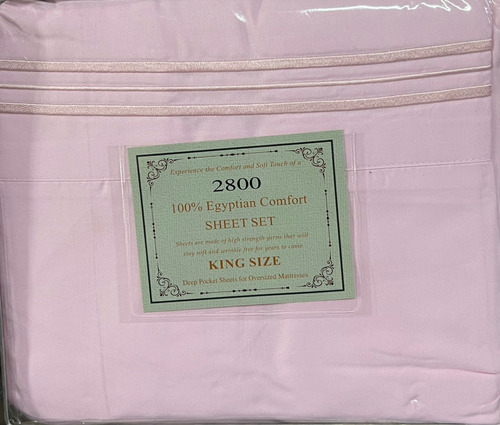 Experience the Comfort and Soft Touch of a
2800
100% Egyptian Comfort
SHEET SET
Sheets are made of high strength yarns that will
stay soft and wrinkle free for years to come
KING SIZE
Deep Pocket Sheets for Oversized Mattresses